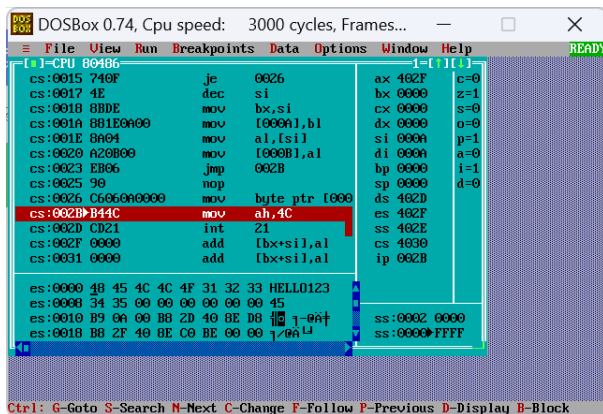 DOSBox 0.74, Cpu speed: 3000 cycles, Frames...
≡ File View Run Breakpoints Data Options Window Help READY
[■]=CPU 80486 1=[↑][↓]
cs:0015 740F je 0026 ax 402F c=0
cs:0017 4E dec si bx 0000 z=1
cs:0018 8BDE mov bx,si cx 0000 s=0
cs:001A 881E0A00 mov [000A],bl dx 0000 o=0
cs:001E 8A04 mov al,[si] si 000A p=1
cs:0020 A20B00 mov [000B],al di 000A a=0
cs:0023 EB06 jmp 002B bp 0000 i=1
cs:0025 90 nop sp 0000 d=0
cs:0026 C6060A0000 mov byte ptr [000 ds 402D
cs:002B►B44C mov ah,4C es 402F
cs:002D CD21 int 21 ss 402E
cs:002F 0000 add [bx+si],al cs 4030
cs:0031 0000 add [bx+si],al ip 002B
es:0000 48 45 4C 4C 4F 31 32 33 HELLO123
es:0008 34 35 00 00 00 00 00 00 45
es:0010 B9 0A 00 B8 2D 40 8E D8 ╣◙ ╕-@Ä╪ ss:0002 0000
es:0018 B8 2F 40 8E C0 BE 00 00 ╕/@Ä└╛ ss:0000►FFFF
Ctrl: G-Goto S-Search N-Next C-Change F-Follow P-Previous D-Display B-Block